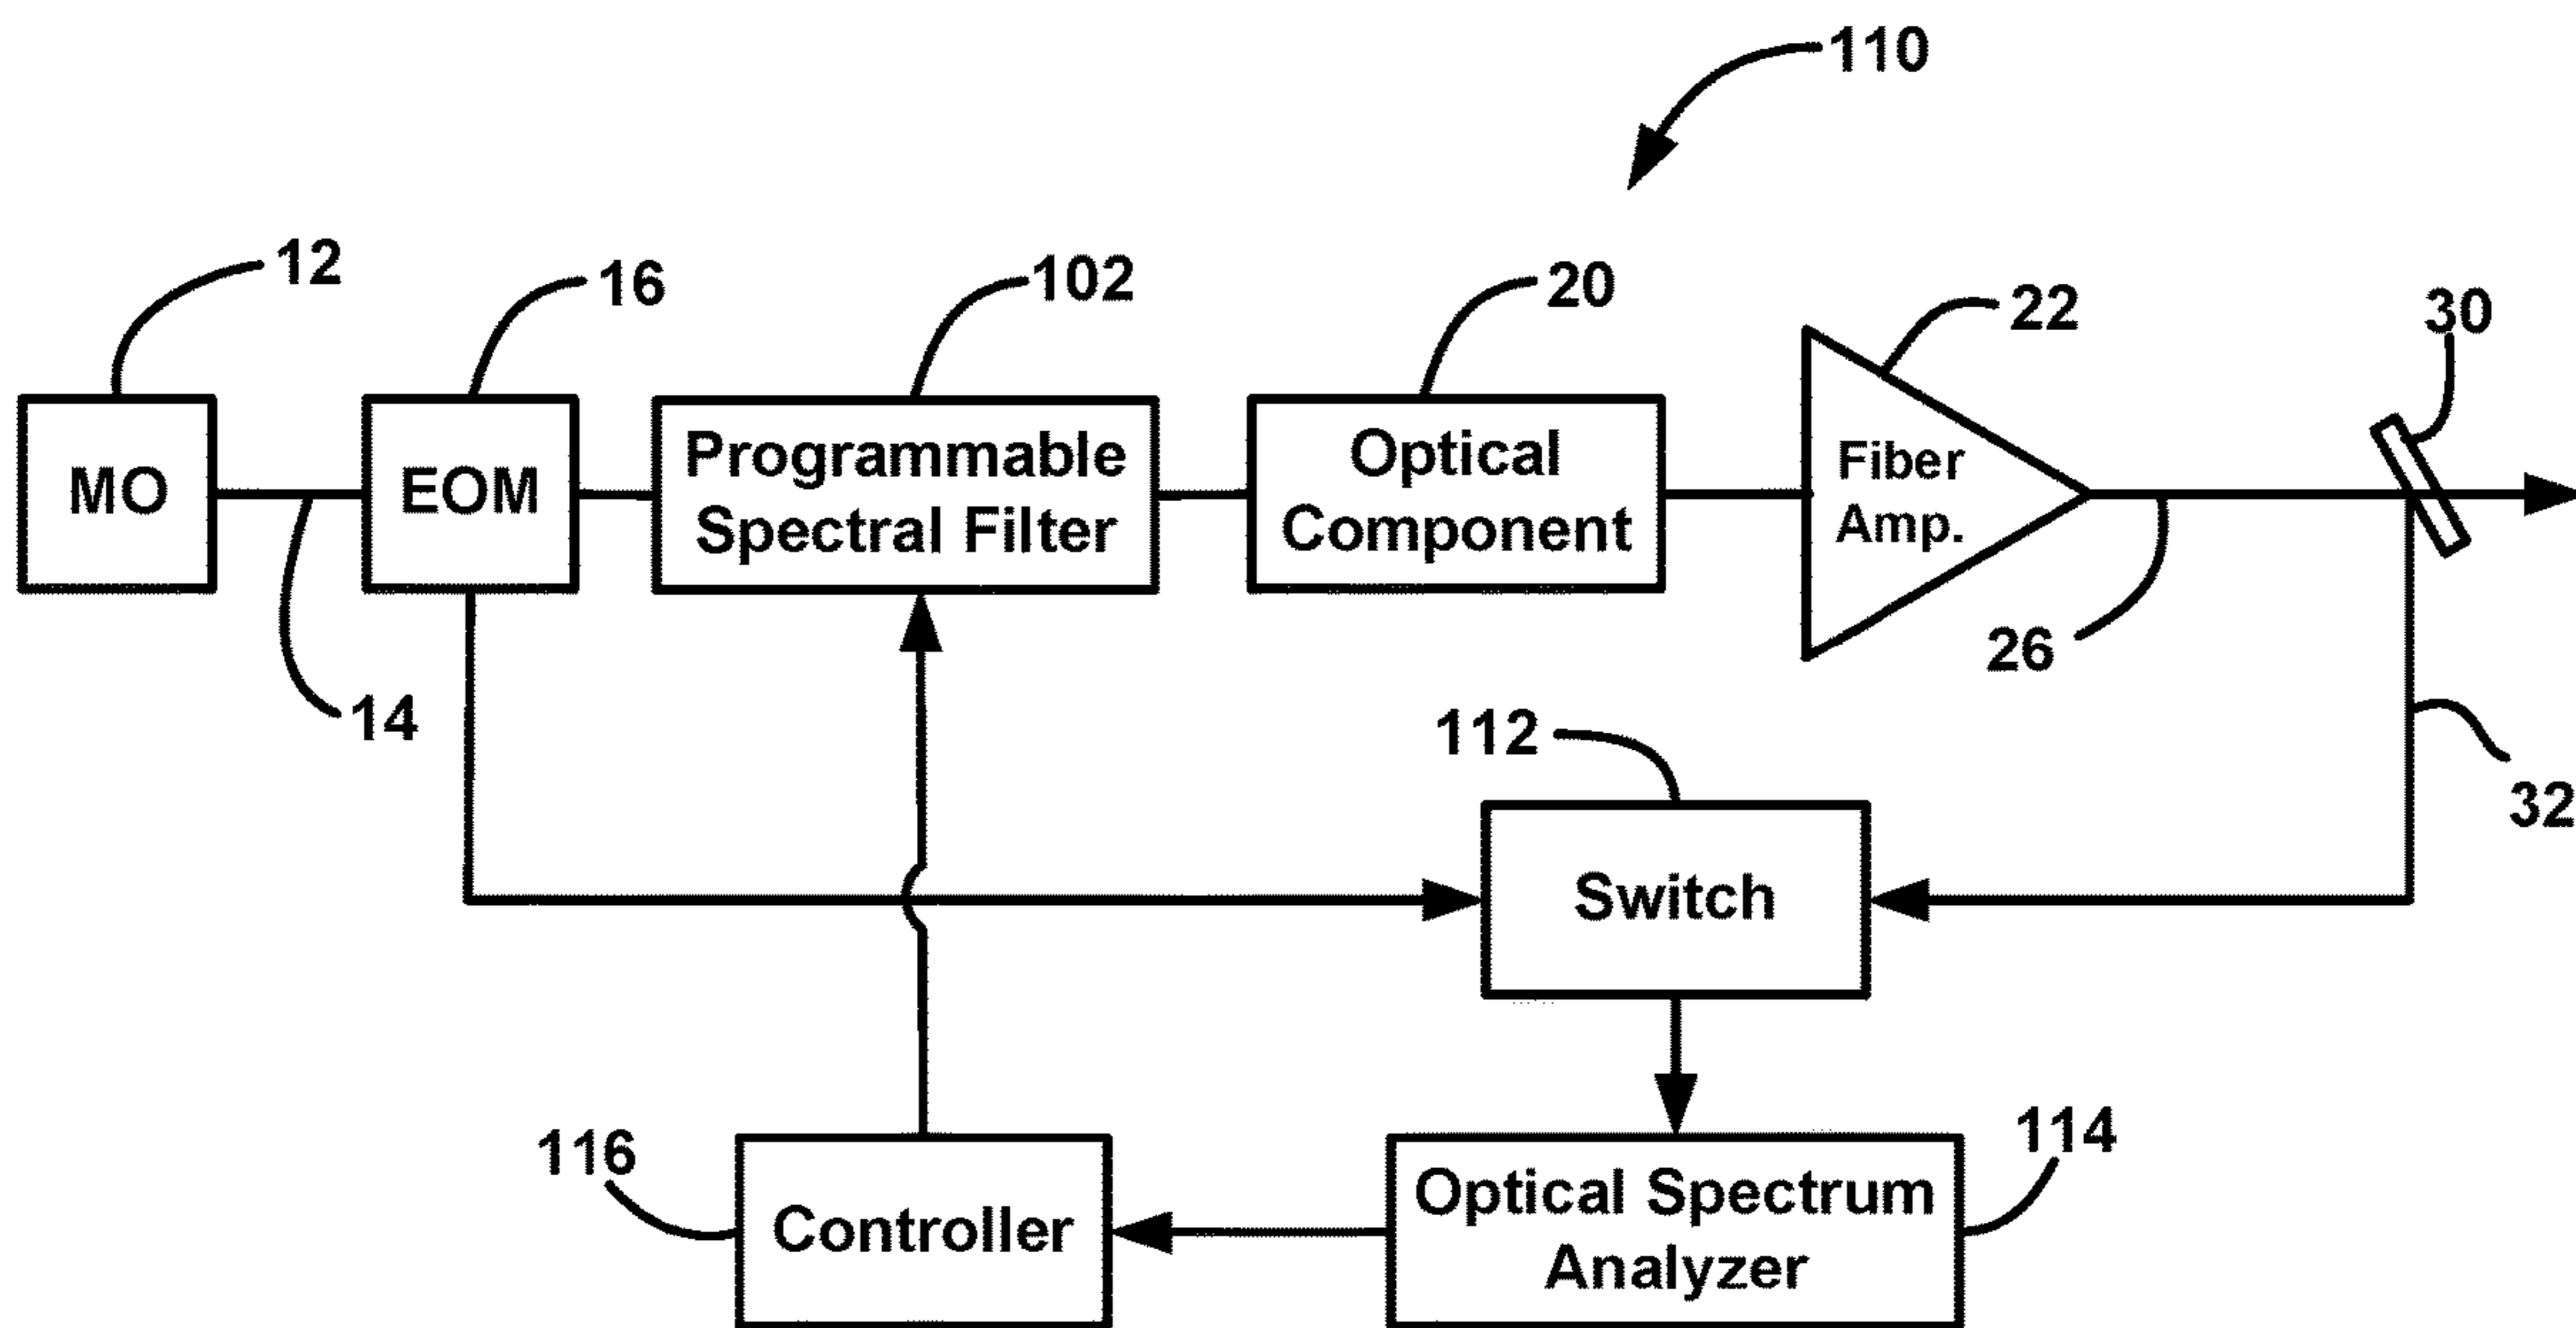 110
12
16
102
20
22
30
MO
EOM
Programmable
Spectral Filter
Optical
Component
Fiber
Amp.
14
26
112
32
Switch
116
114
Controller
Optical Spectrum
Analyzer